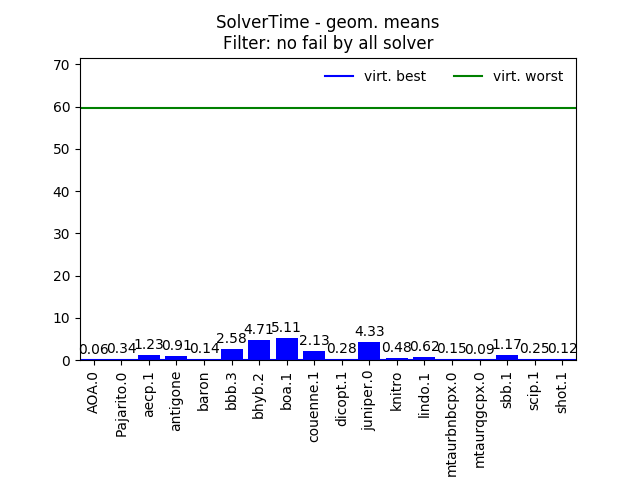 SolverTime - geom. means
Filter: no fail by all solver
virt. best
virt. worst
70
60
50
40
30
20
10
0
0.06
0.34
1.23
0.91
0.14
2.58
4.71
5.11
2.13
0.28
4.33
0.48
0.62
0.15
0.09
1.17
0.25
0.12
AOA.0
Pajarito.0
aecp.1
antigone
baron
bbb.3
bhyb.2
boa.1
couenne.1
dicopt.1
juniper.0
knitro
lindo.1
mtaurbnbcpx.0
mtaurqgcpx.0
sbb.1
scip.1
shot.1